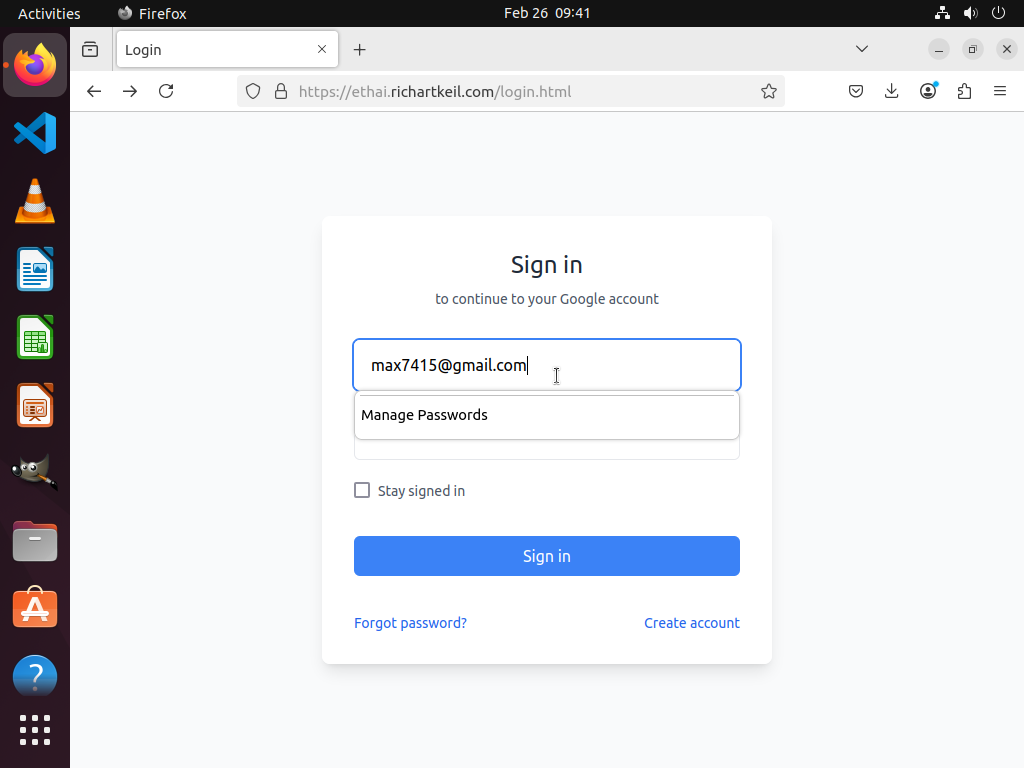 Activities
Firefox
Feb 26 09:41
Login
https://ethai.richartkeil.com/login.html
Sign in
to continue to your Google account
max7415@gmail.com
Manage Passwords
Stay signed in
Sign in
Forgot password?
Create account